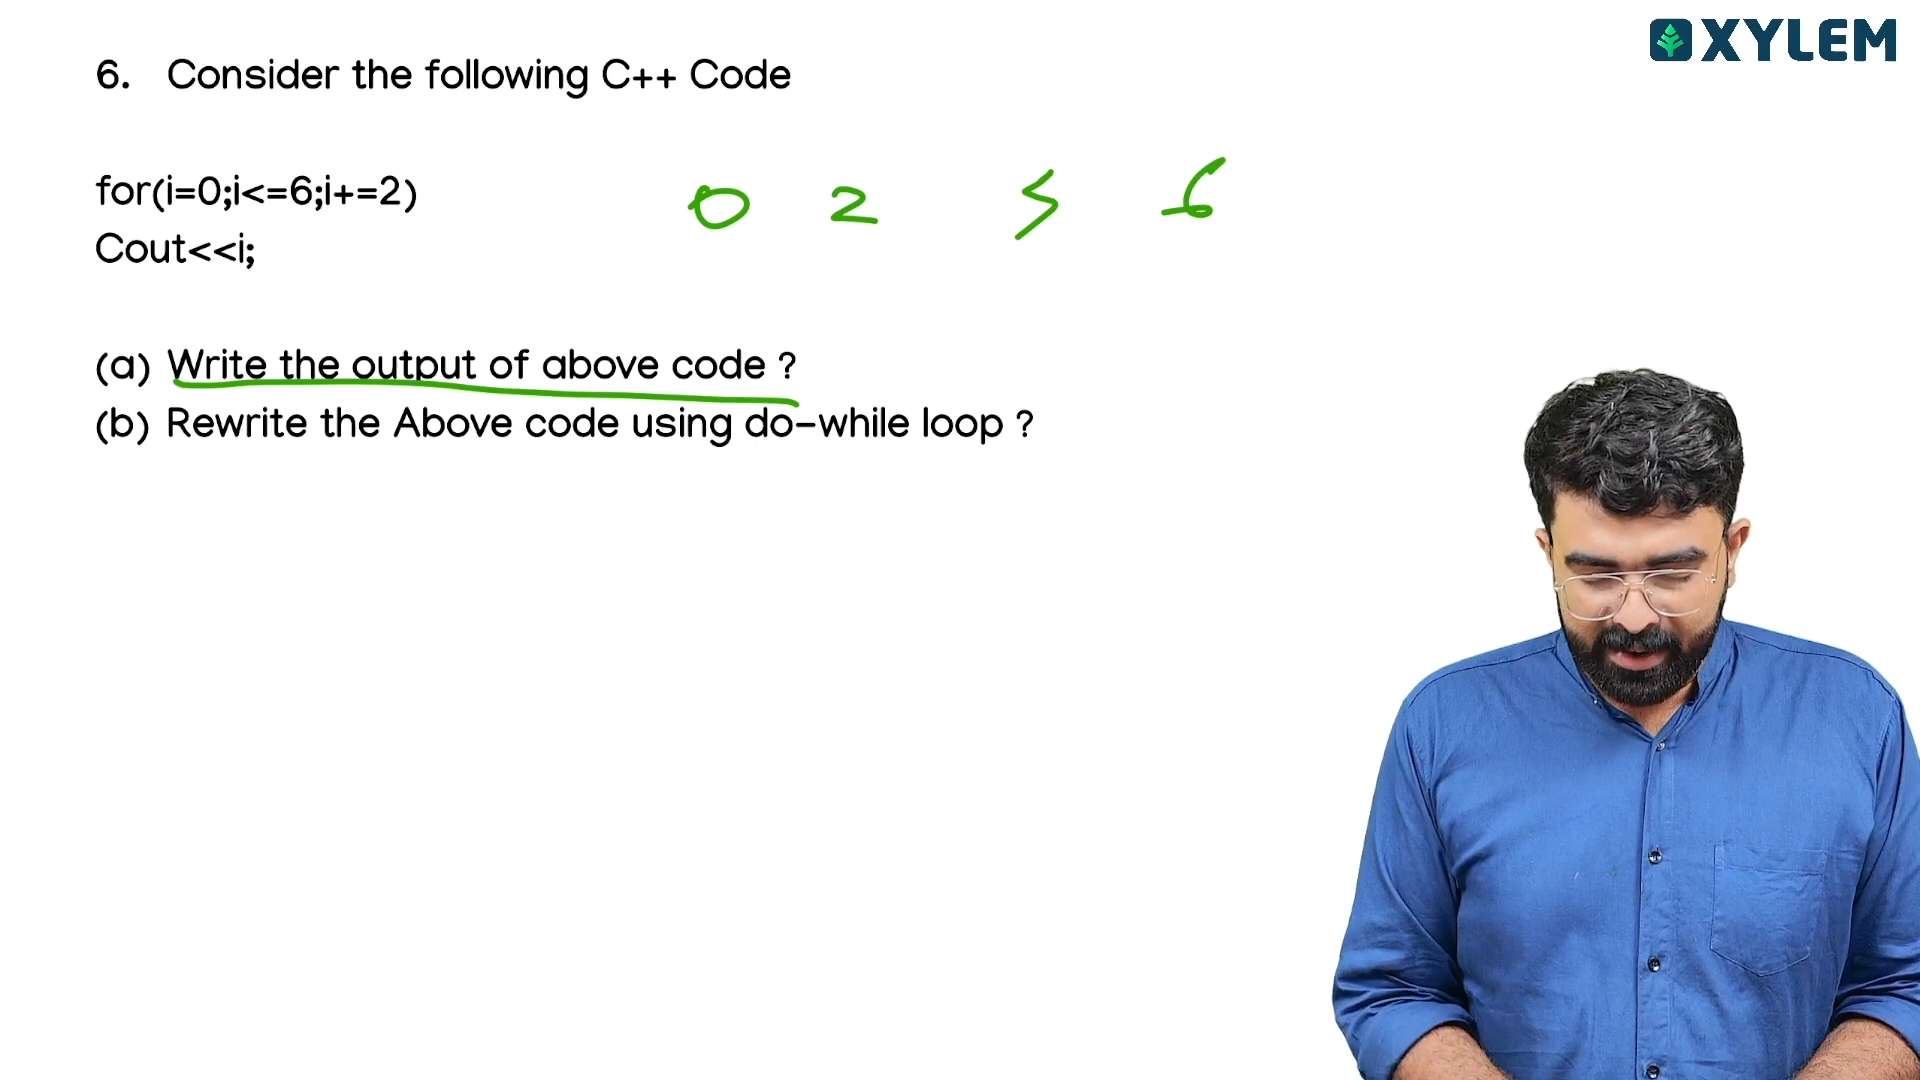 XYLEM
6. Consider the following C++ Code
for(i=0;i<=6;i+=2)
0 2 4 6
Cout<<i;
(a) Write the output of above code ?
(b) Rewrite the Above code using do-while loop ?